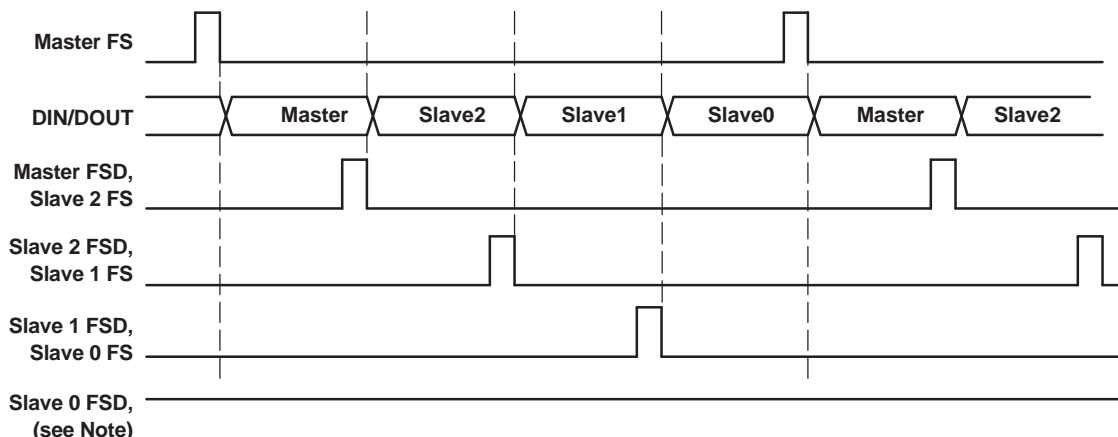 Master FS
DIN/DOUT
Master
Slave2
Slave1
Slave0
Master
Slave2
Master FSD,
Slave 2 FS
Slave 2 FSD,
Slave 1 FS
Slave 1 FSD,
Slave 0 FS
Slave 0 FSD,
(see Note)